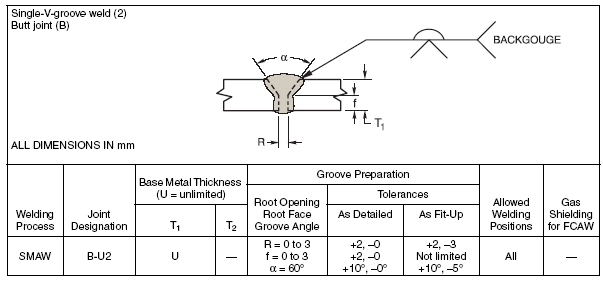 Single-V-groove weld (2)
Butt joint (B)
BACKGOUGE
α
f
T₁
R
ALL DIMENSIONS IN mm
Welding Process
Joint Designation
Base Metal Thickness (U = unlimited)
T₁
T₂
Groove Preparation
Root Opening
Root Face
Groove Angle
Tolerances
As Detailed
As Fit-Up
Allowed Welding Positions
Gas Shielding for FCAW
SMAW
B-U2
U
—
R = 0 to 3
f = 0 to 3
α = 60°
+2, –0
+2, –0
+10°, –0°
+2, –3
Not limited
+10°, –5°
All
—